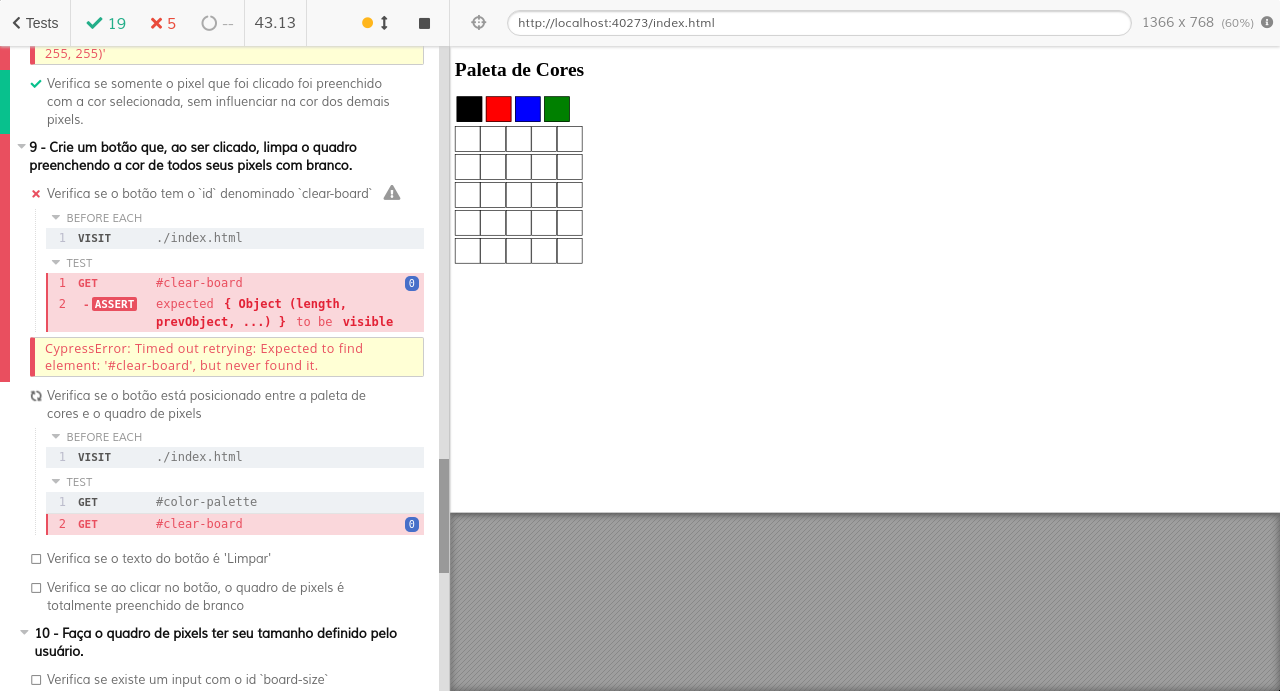 Tests
19
5
--
43.13
http://localhost:40273/index.html
1366 x 768 (60%)
255, 255)'
Verifica se somente o pixel que foi clicado foi preenchido
com a cor selecionada, sem influenciar na cor dos demais
pixels.
9 - Crie um botão que, ao ser clicado, limpa o quadro
preenchendo a cor de todos seus pixels com branco.
Verifica se o botão tem o `id` denominado `clear-board`
BEFORE EACH
1 VISIT ./index.html
TEST
1 GET #clear-board 0
2 -ASSERT expected { Object (length,
prevObject, ...) } to be visible
CypressError: Timed out retrying: Expected to find
element: '#clear-board', but never found it.
Verifica se o botão está posicionado entre a paleta de
cores e o quadro de pixels
BEFORE EACH
1 VISIT ./index.html
TEST
1 GET #color-palette
2 GET #clear-board 0
Verifica se o texto do botão é 'Limpar'
Verifica se ao clicar no botão, o quadro de pixels é
totalmente preenchido de branco
10 - Faça o quadro de pixels ter seu tamanho definido pelo
usuário.
Verifica se existe um input com o id `board-size`
Paleta de Cores